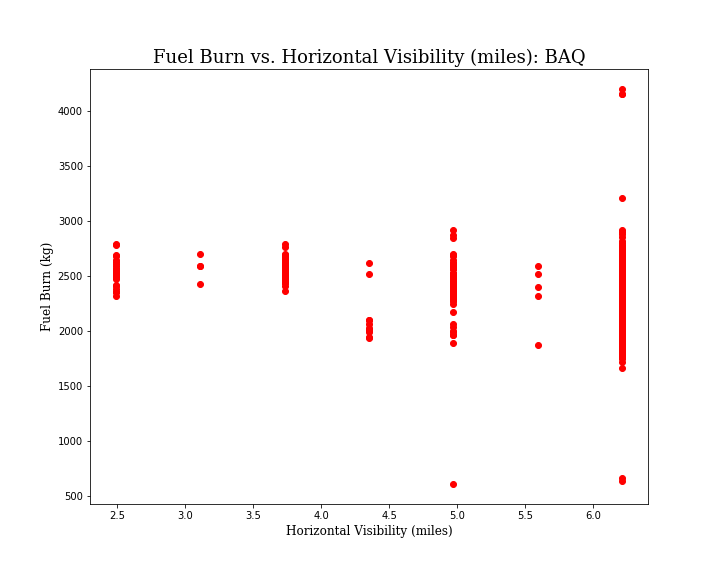 Fuel Burn vs. Horizontal Visibility (miles): BAQ
Fuel Burn (kg)
4000
3500
3000
2500
2000
1500
1000
500
2.5 3.0 3.5 4.0 4.5 5.0 5.5 6.0
Horizontal Visibility (miles)